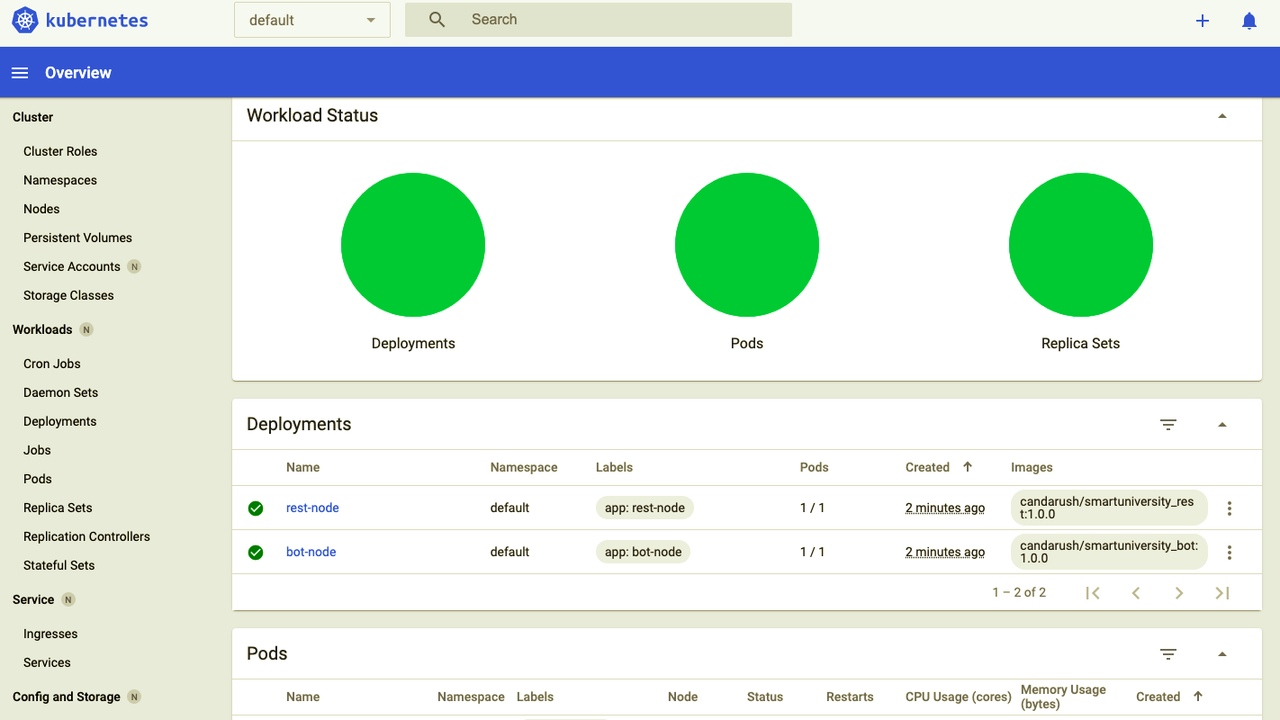 kubernetes
default
Search
Overview
Cluster
Cluster Roles
Namespaces
Nodes
Persistent Volumes
Service Accounts N
Storage Classes
Workloads N
Cron Jobs
Daemon Sets
Deployments
Jobs
Pods
Replica Sets
Replication Controllers
Stateful Sets
Service N
Ingresses
Services
Config and Storage N
Workload Status
Deployments Pods Replica Sets
Deployments
Name Namespace Labels Pods Created Images
rest-node default app: rest-node 1 / 1 2 minutes ago candarush/smartuniversity_res
t:1.0.0
bot-node default app: bot-node 1 / 1 2 minutes ago candarush/smartuniversity_bot:
1.0.0
1 – 2 of 2
Pods
Name Namespace Labels Node Status Restarts CPU Usage (cores) Memory Usage
(bytes) Created